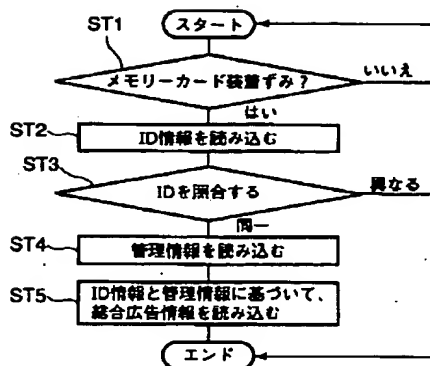 ST1
スタート
メモリーカード装着ずみ?
いいえ
はい
ST2
ID情報を読み込む
ST3
IDを照合する
異なる
同一
ST4
管理情報を読み込む
ST5
ID情報と管理情報に基づいて、
総合広告情報を読み込む
エンド